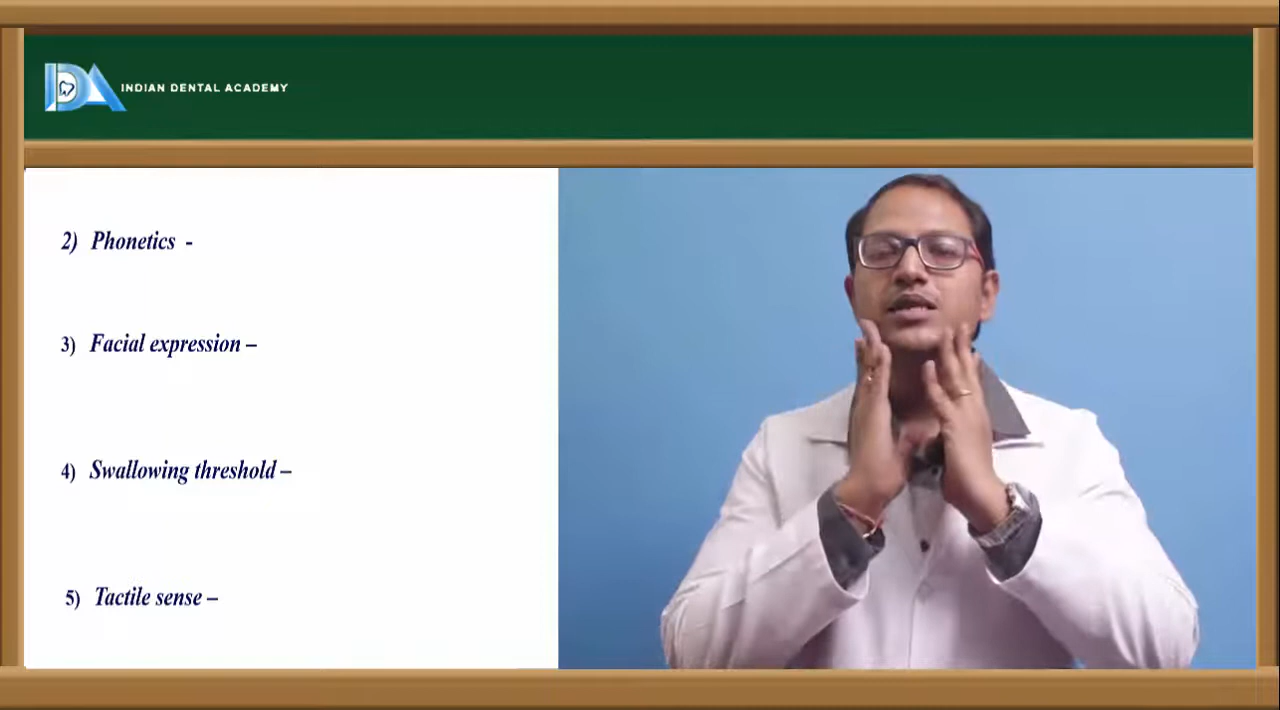 INDIAN DENTAL ACADEMY
2) Phonetics -
3) Facial expression –
4) Swallowing threshold –
5) Tactile sense –